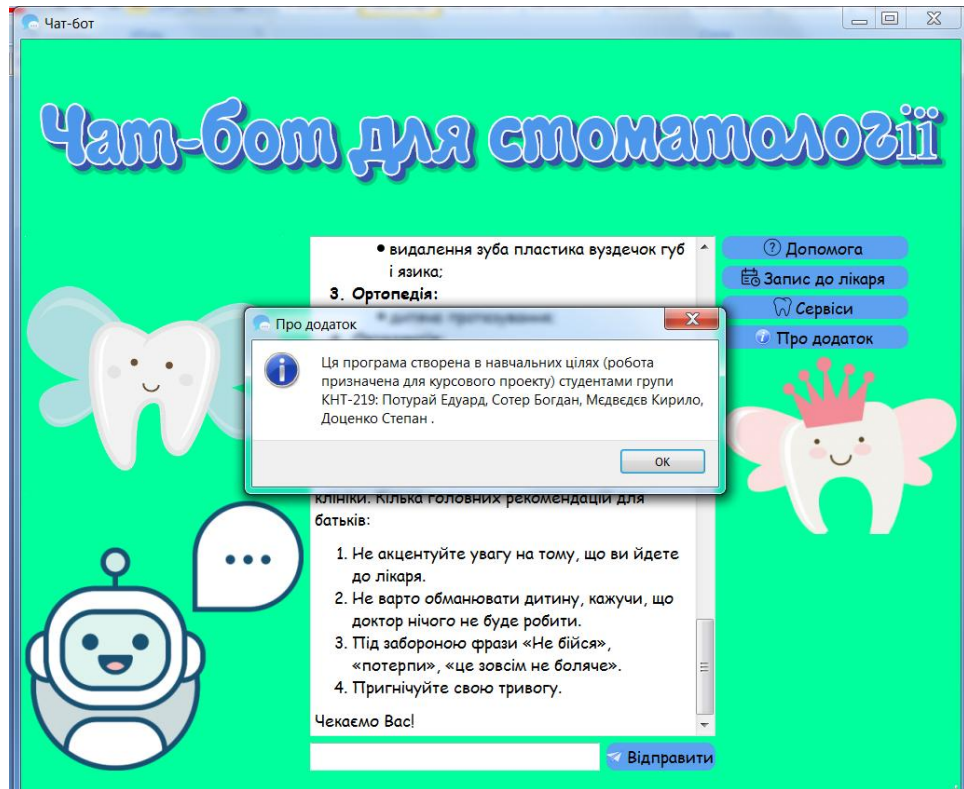 Чат-бот
Чат-бот для стоматології
видалення зуба пластика вуздечок губ
і язика;
3. Ортопедія:
Допомога
Запис до лікаря
Сервіси
Про додаток
Про додаток
Ця програма створена в навчальних цілях (робота
призначена для курсового проекту) студентами групи
КНТ-219: Потурай Едуард, Сотер Богдан, Мєдвєдєв Кирило,
Доценко Степан .
ОК
клініки. Кілька головних рекомендацій для
батьків:
1. Не акцентуйте увагу на тому, що ви йдете
до лікаря.
2. Не варто обманювати дитину, кажучи, що
доктор нічого не буде робити.
3. Під забороною фрази «Не бійся»,
«потерпи», «це зовсім не боляче».
4. Пригнічуйте свою тривогу.
Чекаємо Вас!
Відправити